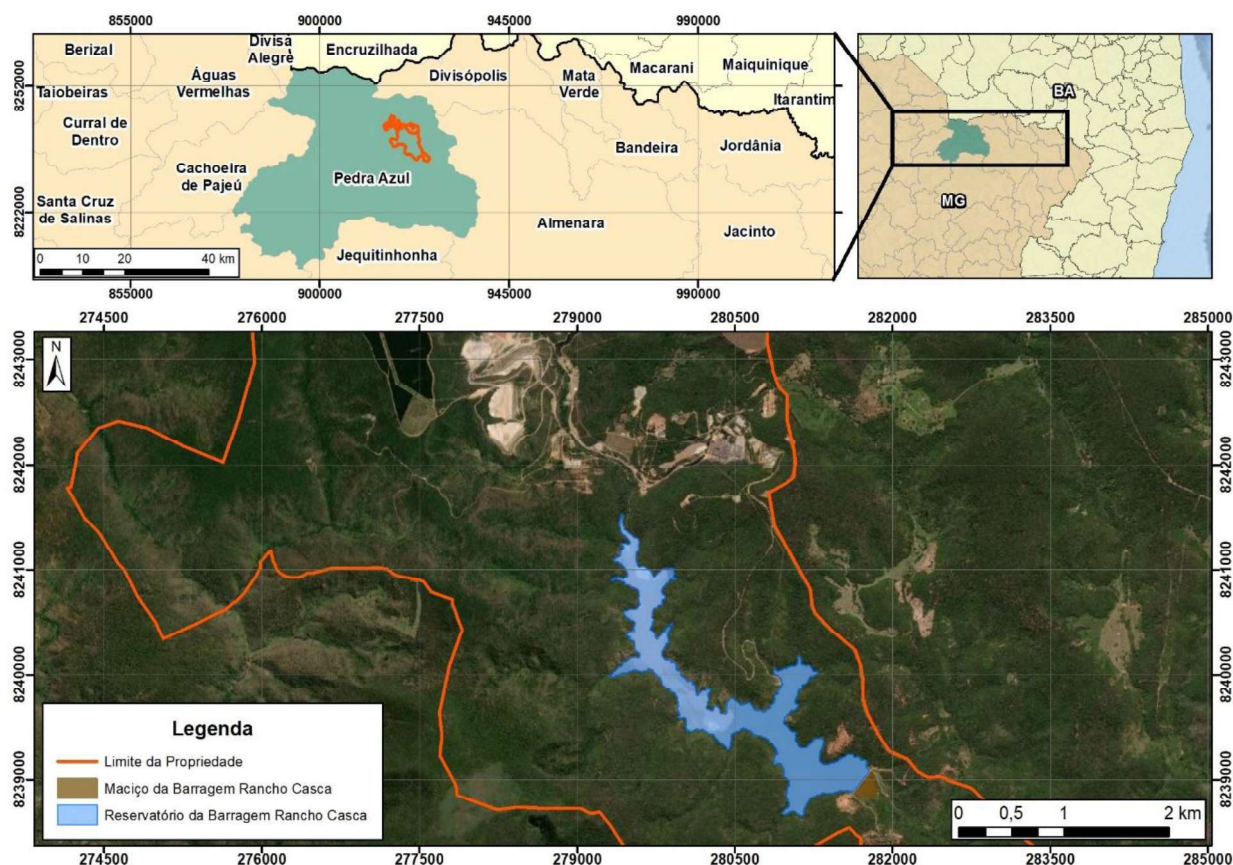 855000 900000 945000 990000
Berizal
Divisa
Alegre
Encruzilhada
Águas
Vermelhas
Divisópolis
Mata
Verde
Macarani
Maiquinique
Taiobeiras
Itarantim
Curral de
Dentro
Cachoeira
de Pajeú
Pedra Azul
Bandeira
Jordânia
Santa Cruz
de Salinas
Almenara
Jacinto
Jequitinhonha
8252000
8222000
0 10 20 40 km
855000 900000 945000 990000
BA
MG
274500 276000 277500 279000 280500 282000 283500 285000
N
8243000 8243000
8242000 8242000
8241000 8241000
8240000 8240000
8239000 8239000
Legenda
Limite da Propriedade
Maciço da Barragem Rancho Casca
Reservatório da Barragem Rancho Casca
0 0,5 1 2 km
274500 276000 277500 279000 280500 282000 283500 285000